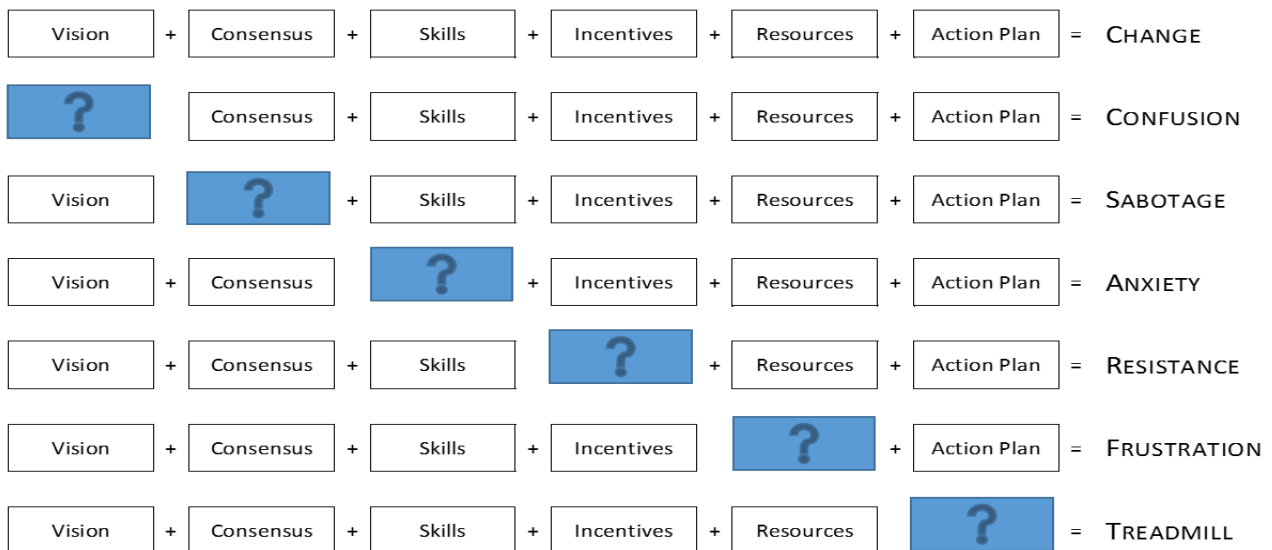 Vision + Consensus + Skills + Incentives + Resources + Action Plan = CHANGE
? Consensus + Skills + Incentives + Resources + Action Plan = CONFUSION
Vision ? + Skills + Incentives + Resources + Action Plan = SABOTAGE
Vision + Consensus ? + Incentives + Resources + Action Plan = ANXIETY
Vision + Consensus + Skills ? + Resources + Action Plan = RESISTANCE
Vision + Consensus + Skills + Incentives ? + Action Plan = FRUSTRATION
Vision + Consensus + Skills + Incentives + Resources ? = TREADMILL